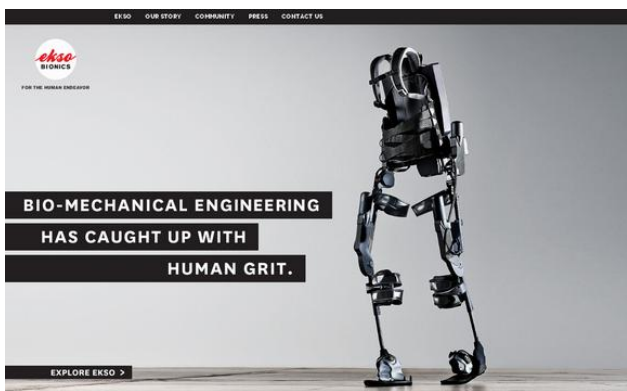 EKSO OUR STORY COMMUNITY PRESS CONTACT US
ekso
BIONICS
FOR THE HUMAN ENDEAVOR
BIO-MECHANICAL ENGINEERING
HAS CAUGHT UP WITH
HUMAN GRIT.
EXPLORE EKSO >